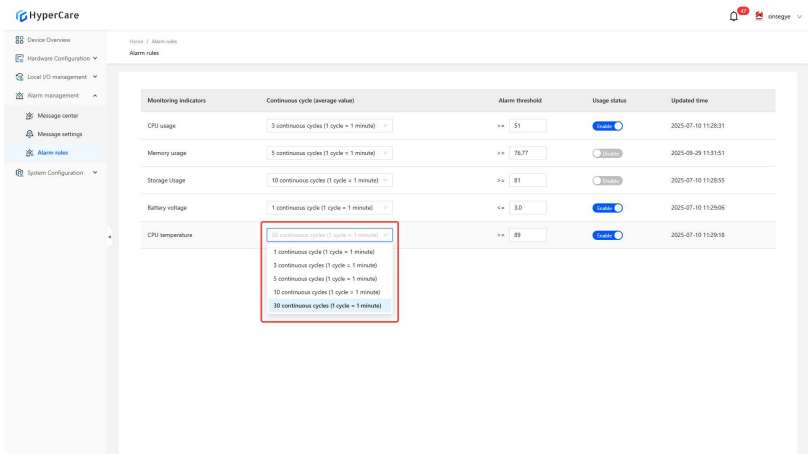 HyperCare
47
sinsegye
Device Overview
Hardware Configuration
Local I/O management
Alarm management
Message center
Message settings
Alarm rules
System Configuration
Home / Alarm rules
Alarm rules
Monitoring indicators Continuous cycle (average value) Alarm threshold Usage status Updated time
CPU usage 3 continuous cycles (1 cycle = 1 minute) >= 51 Enable 2025-07-10 11:28:31
Memory usage 5 continuous cycles (1 cycle = 1 minute) >= 76.77 Disable 2025-09-29 11:31:51
Storage Usage 10 continuous cycles (1 cycle = 1 minute) >= 81 Disable 2025-07-10 11:28:55
Battery voltage 1 continuous cycle (1 cycle = 1 minute) <= 3.0 Enable 2025-07-10 11:29:06
CPU temperature 30 continuous cycles (1 cycle = 1 minute) >= 89 Enable 2025-07-10 11:29:18
1 continuous cycle (1 cycle = 1 minute)
3 continuous cycles (1 cycle = 1 minute)
5 continuous cycles (1 cycle = 1 minute)
10 continuous cycles (1 cycle = 1 minute)
30 continuous cycles (1 cycle = 1 minute)